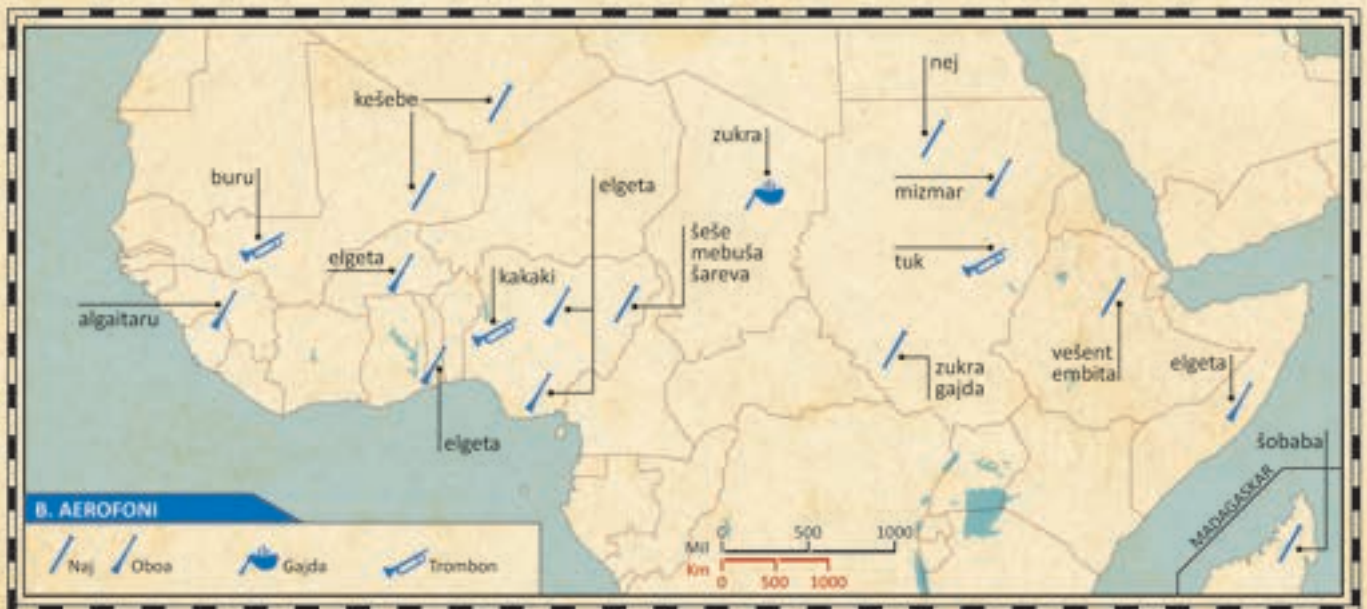 nej
kešebe
zukra
buru
elgeta
mizmar
šeše
mebuša
šareva
elgeta
tuk
kakaki
algaitaru
vešent
embita
zukra
gajda
elgeta
elgeta
šobaba
MADAGASKAR
B. AEROFONI
Naj
Oboa
Gajda
Trombon
0 500 1000
Mil
Km
0 500 1000